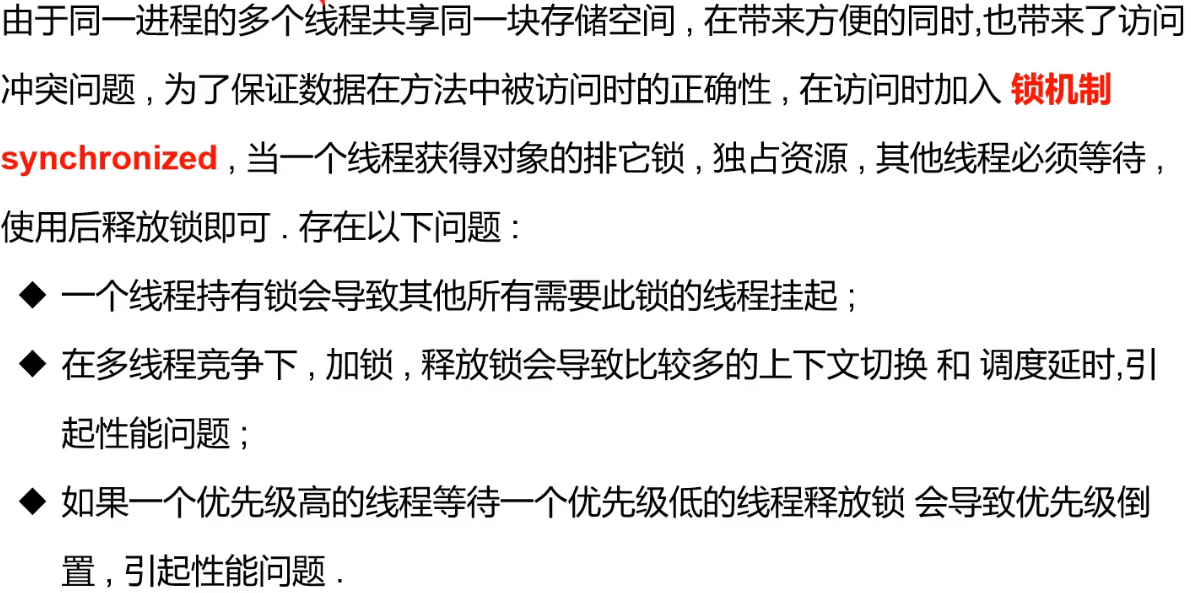 由于同一进程的多个线程共享同一块存储空间 , 在带来方便的同时,也带来了访问
冲突问题 , 为了保证数据在方法中被访问时的正确性 , 在访问时加入 锁机制
synchronized , 当一个线程获得对象的排它锁 , 独占资源 , 其他线程必须等待 ,
使用后释放锁即可 . 存在以下问题 :
◆ 一个线程持有锁会导致其他所有需要此锁的线程挂起 ;
◆ 在多线程竞争下 , 加锁 , 释放锁会导致比较多的上下文切换 和 调度延时,引
起性能问题 ;
◆ 如果一个优先级高的线程等待一个优先级低的线程释放锁 会导致优先级倒
置 , 引起性能问题 .